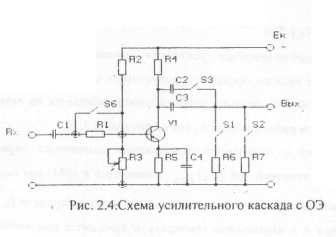 Ек
−
R2
R4
C2
S3
S6
C3
Вых
C1
R1
V1
Rx
S1
S2
R3
R5
C4
R6
R7
Рис. 2.4:Схема усилительного каскада с ОЭ